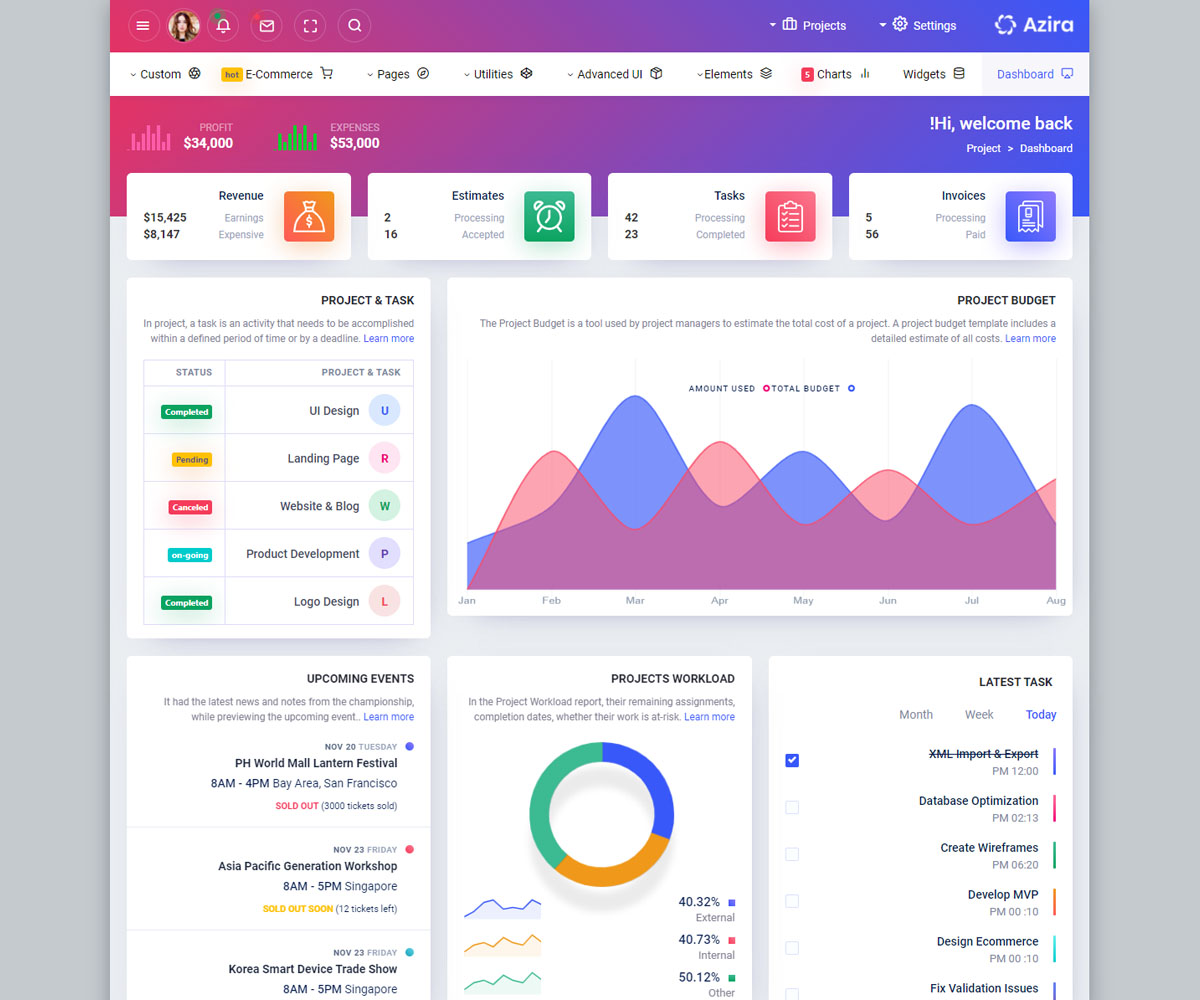 Projects
Settings
Azira
Custom
hot E-Commerce
Pages
Utilities
Advanced UI
Elements
5 Charts
Widgets
Dashboard
PROFIT
$34,000
EXPENSES
$53,000
!Hi, welcome back
Project > Dashboard
Revenue
$15,425 Earnings
$8,147 Expensive
Estimates
2 Processing
16 Accepted
Tasks
42 Processing
23 Completed
Invoices
5 Processing
56 Paid
PROJECT & TASK
In project, a task is an activity that needs to be accomplished
within a defined period of time or by a deadline. Learn more
STATUS PROJECT & TASK
Completed UI Design U
Pending Landing Page R
Canceled Website & Blog W
on-going Product Development P
Completed Logo Design L
PROJECT BUDGET
The Project Budget is a tool used by project managers to estimate the total cost of a project. A project budget template includes a
detailed estimate of all costs. Learn more
AMOUNT USED TOTAL BUDGET
Jan Feb Mar Apr May Jun Jul Aug
UPCOMING EVENTS
It had the latest news and notes from the championship,
while previewing the upcoming event.. Learn more
NOV 20 TUESDAY
PH World Mall Lantern Festival
8AM - 4PM Bay Area, San Francisco
SOLD OUT (3000 tickets sold)
NOV 23 FRIDAY
Asia Pacific Generation Workshop
8AM - 5PM Singapore
SOLD OUT SOON (12 tickets left)
NOV 23 FRIDAY
Korea Smart Device Trade Show
8AM - 5PM Singapore
PROJECTS WORKLOAD
In the Project Workload report, their remaining assignments,
completion dates, whether their work is at-risk. Learn more
40.32%
External
40.73%
Internal
50.12%
Other
LATEST TASK
Month Week Today
XML Import & Export
PM 12:00
Database Optimization
PM 02:13
Create Wireframes
PM 06:20
Develop MVP
PM 00 :10
Design Ecommerce
PM 00 :10
Fix Validation Issues